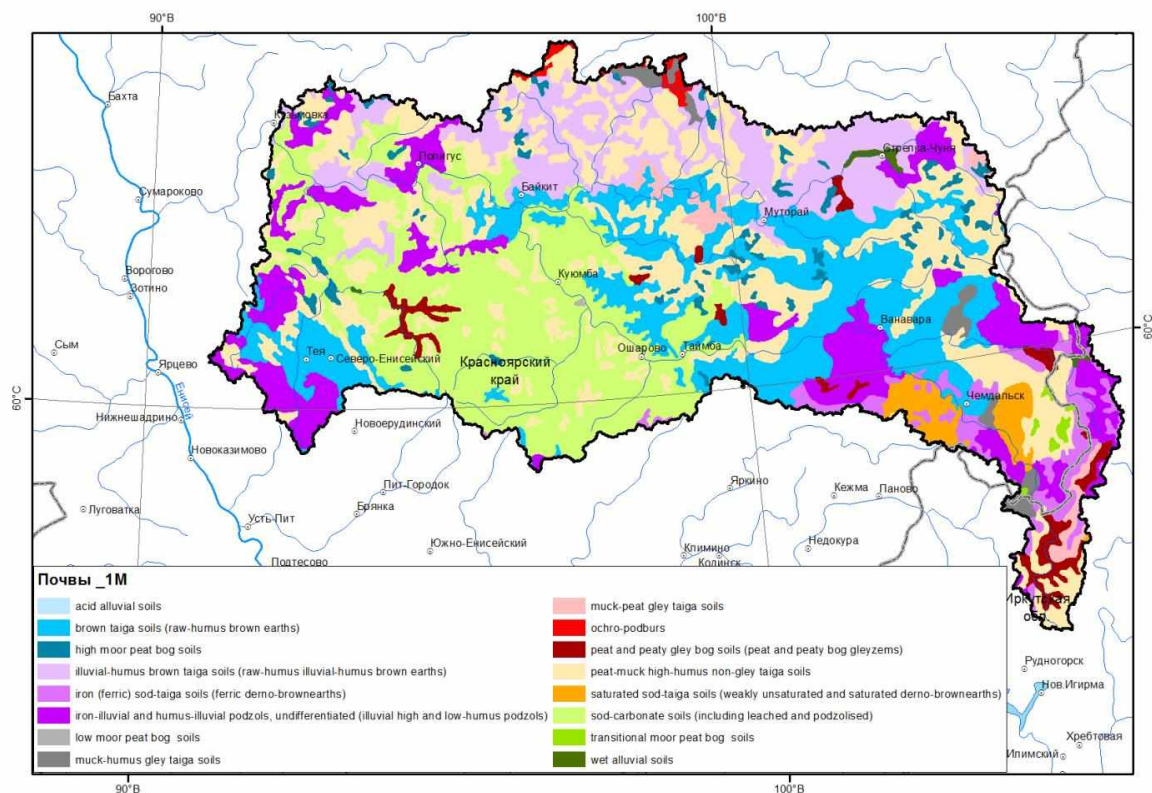 90°В 100°В
Бахта
Кузьмовка
Стрелка-Чуня
Полигус
Сумароково
Байкит
Муторай
Ворогово
Зотино
Куюмба
60°С
Ванавара
Сым
Ярцево
Тея
Северо-Енисейский
Ошарово
Таймба
Красноярский
край
60°С
Енисей
Чемдальск
Нижнешадрино
Новоерудинский
Новоказимово
Луговатка
Пит-Городок
Яркино
Кежма
Паново
Брянка
Усть-Пит
Южно-Енисейский
Недокура
Подтесово
Иркутская
обл.
Рудногорск
Нов.Игирма
Хребтовая
Почвы _1М
acid alluvial soils
brown taiga soils (raw-humus brown earths)
high moor peat bog soils
illuvial-humus brown taiga soils (raw-humus illuvial-humus brown earths)
iron (ferric) sod-taiga soils (ferric derno-brownearths)
iron-illuvial and humus-illuvial podzols, undifferentiated (illuvial high and low-humus podzols)
low moor peat bog soils
muck-humus gley taiga soils
muck-peat gley taiga soils
ochro-podburs
peat and peaty gley bog soils (peat and peaty bog gleyzems)
peat-muck high-humus non-gley taiga soils
saturated sod-taiga soils (weakly unsaturated and saturated derno-brownearths)
sod-carbonate soils (including leached and podzolised)
transitional moor peat bog soils
wet alluvial soils
90°В 100°В